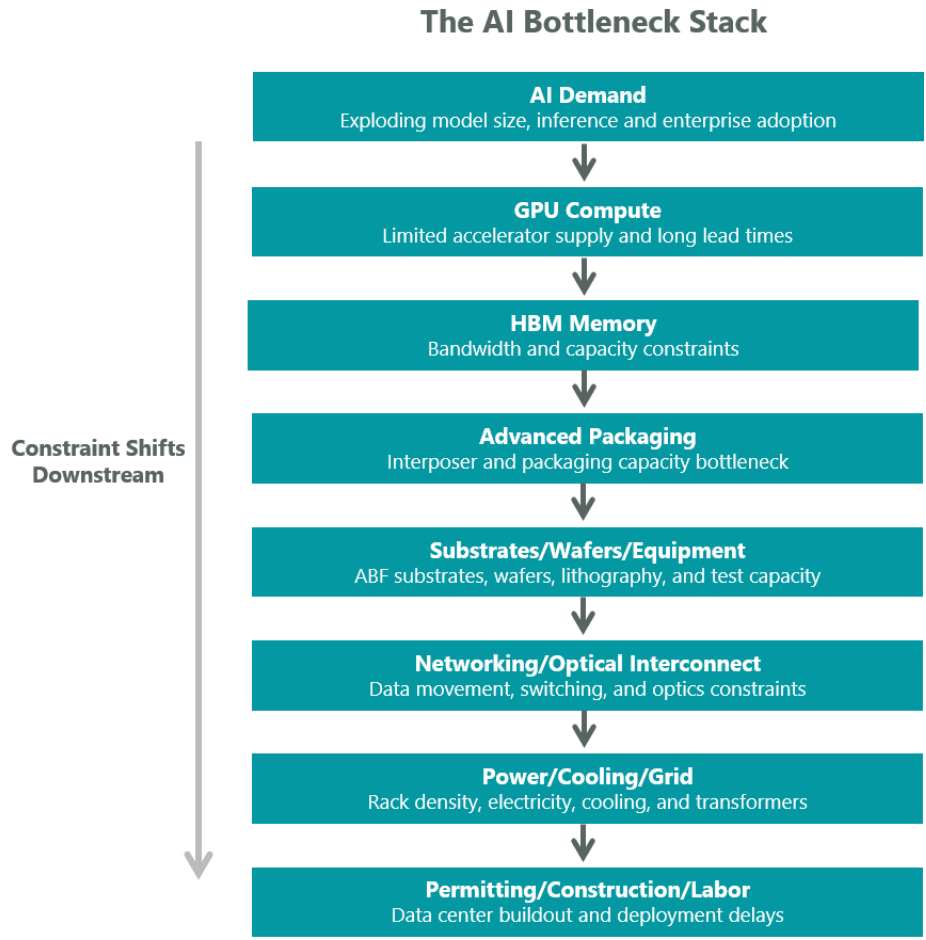 The AI Bottleneck Stack
AI Demand
Exploding model size, inference and enterprise adoption
GPU Compute
Limited accelerator supply and long lead times
HBM Memory
Bandwidth and capacity constraints
Constraint Shifts
Downstream
Advanced Packaging
Interposer and packaging capacity bottleneck
Substrates/Wafers/Equipment
ABF substrates, wafers, lithography, and test capacity
Networking/Optical Interconnect
Data movement, switching, and optics constraints
Power/Cooling/Grid
Rack density, electricity, cooling, and transformers
Permitting/Construction/Labor
Data center buildout and deployment delays